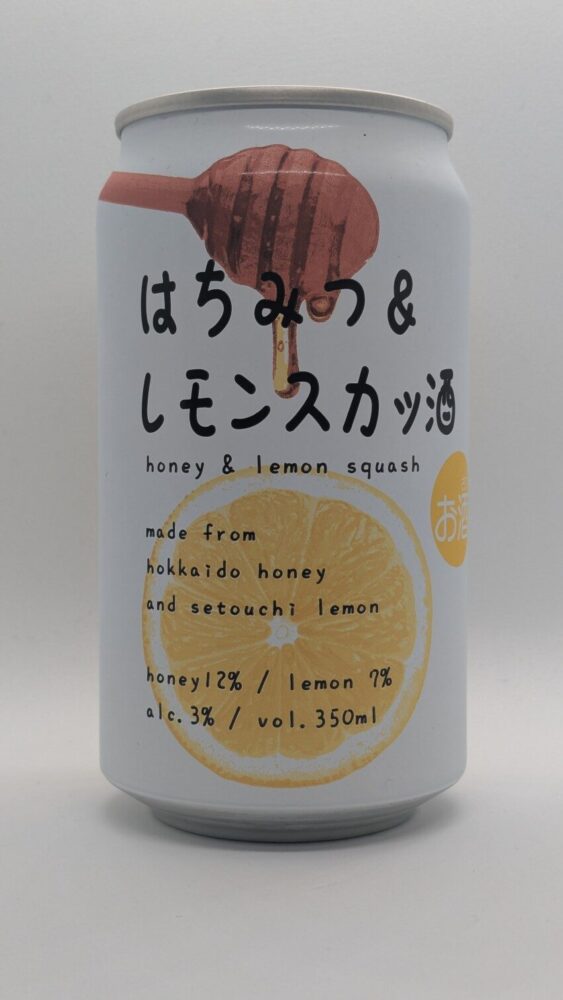 はちみつ&
レモンスカッ酒
honey & lemon squash
お酒
made from
hokkaido honey
and setouchi lemon
honey12% / lemon 7%
alc.3% / vol.350ml